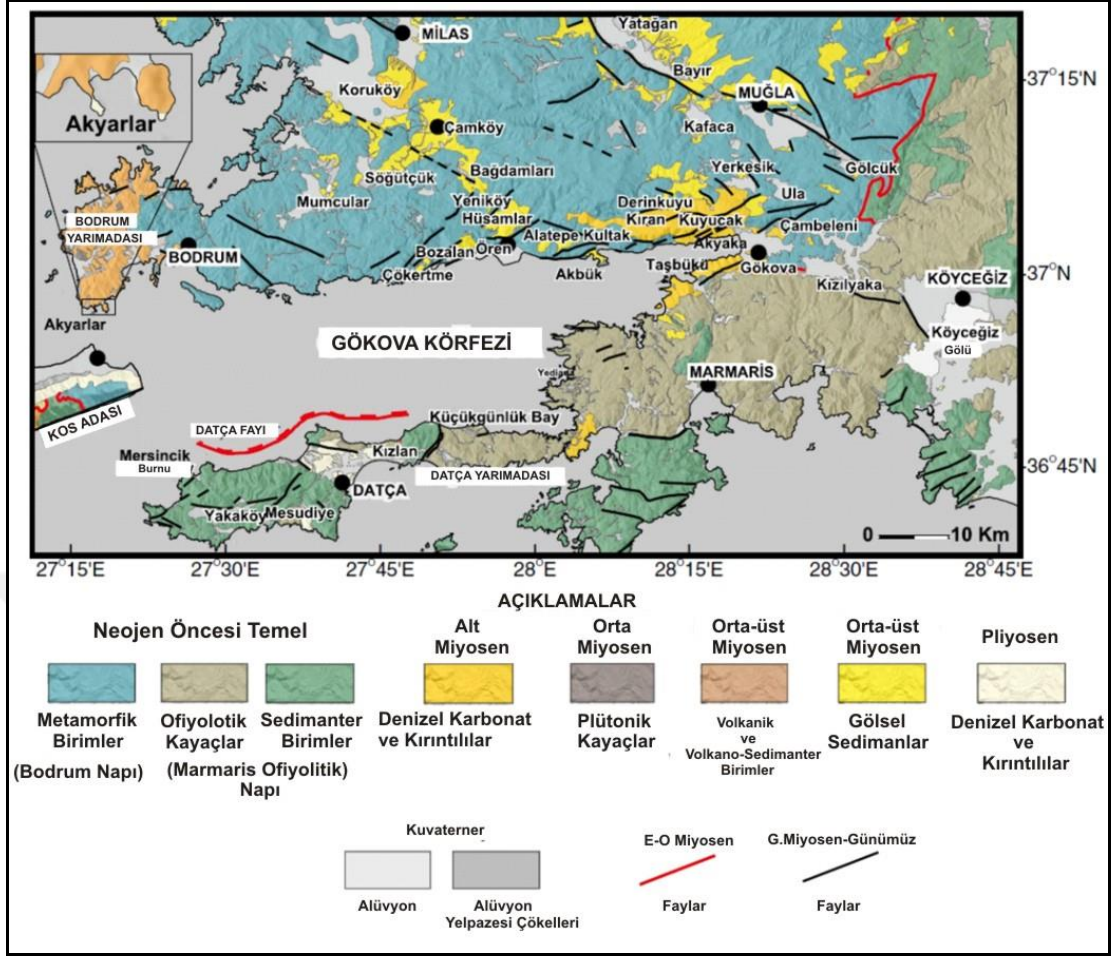 Yatağan
MİLAS
Bayır
37°15'N
Koruköy
MUĞLA
Akyarlar
Çamköy
Kafaca
Söğütçük
Bağdamları
Yerkesik
Gölcük
Mumcular
Yeniköy
Derinkuyu
Ula
Hüsamlar
Kıran
Kuyucak
BODRUM
YARIMADASI
Alatepe Kultak
Çambeleni
Bozalan
Ören
Akyaka
BODRUM
Çökertme
Akbük
Taşbükü
Gökova
37°N
Kızılyaka
KÖYCEĞİZ
Akyarlar
GÖKOVA KÖRFEZİ
Köyceğiz
Gölü
MARMARİS
KOS ADASI
DATÇA FAYI
Küçükgünlük Bay
Mersincik
Burnu
Kızlan
36°45'N
DATÇA
DATÇA YARIMADASI
Yakaköy
Mesudiye
0 10 Km
27°15'E 27°30'E 27°45'E 28°E 28°15'E 28°30'E 28°45'E
AÇIKLAMALAR
Neojen Öncesi Temel
Alt
Miyosen
Orta
Miyosen
Orta-üst
Miyosen
Orta-üst
Miyosen
Pliyosen
Metamorfik
Birimler
(Bodrum Napı)
Ofiyolotik
Kayaçlar
Sedimanter
Birimler
(Marmaris Ofiyolitik)
Napı
Denizel Karbonat
ve Kırıntılılar
Plütonik
Kayaçlar
Volkanik
ve
Volkano-Sedimanter
Birimler
Gölsel
Sedimanlar
Denizel Karbonat
ve
Kırıntılılar
Kuvaterner
E-O Miyosen
G.Miyosen-Günümüz
Alüvyon
Alüvyon
Yelpazesi Çökelleri
Faylar
Faylar